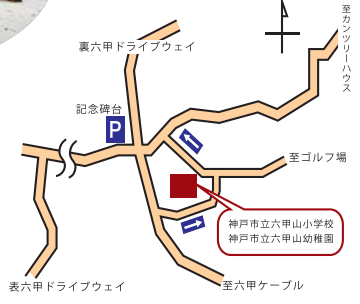 至カンツリーハウス
裏六甲ドライブウェイ
記念碑台
P
至ゴルフ場
神戸市立六甲山小学校
神戸市立六甲山幼稚園
表六甲ドライブウェイ
至六甲ケーブル